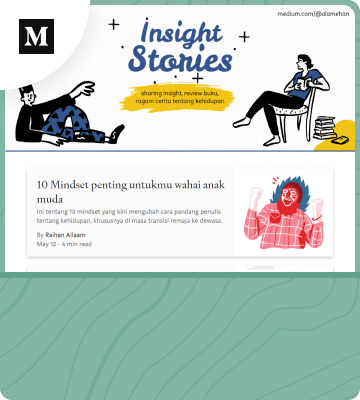 medium.com/@alamehan
M
Insight
Stories
sharing insight, review buku,
ragam cerita tentang kehidupan
10 Mindset penting untukmu wahai anak
muda
Ini tentang 10 mindset yang kini mengubah cara pandang penulis
tentang kehidupan, khususnya di masa transisi remaja ke dewasa.
By Raihan Allaam
May 12 · 4 min read